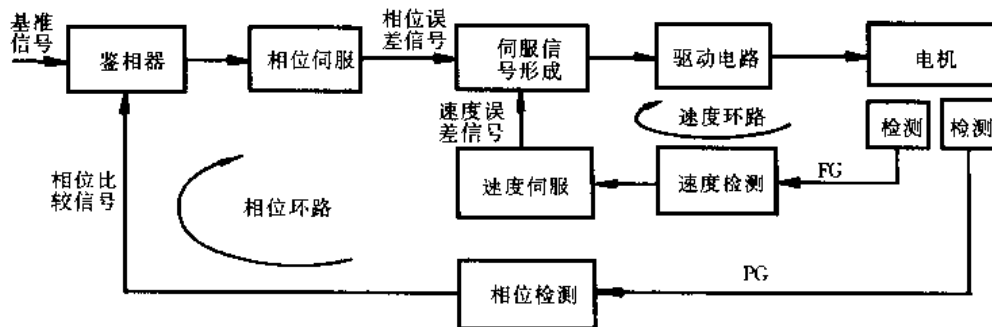 基准
信号
鉴相器
相位伺服
相位误
差信号
伺服信
号形成
驱动电路
电机
速度误
差信号
速度环路
检测
检测
相位比
较信号
相位环路
速度伺服
速度检测
FG
相位检测
PG